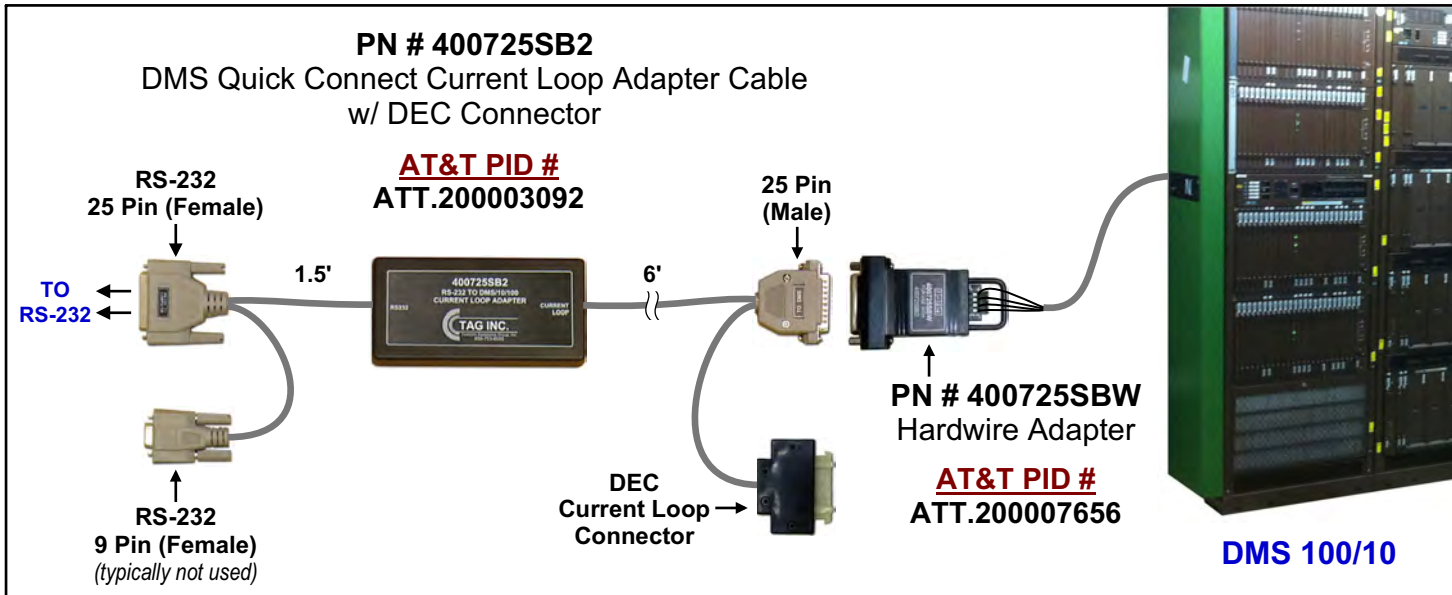 PN # 400725SB2
DMS Quick Connect Current Loop Adapter Cable
w/ DEC Connector
AT&T PID #
ATT.200003092
RS-232
25 Pin (Female)
25 Pin
(Male)
TO
RS-232
1.5'
6'
400725SB2
RS-232 TO DMS/10/100
CURRENT LOOP ADAPTER
RS232
CURRENT
LOOP
TAG INC.
PN # 400725SBW
Hardwire Adapter
AT&T PID #
ATT.200007656
DEC
Current Loop
Connector
RS-232
9 Pin (Female)
(typically not used)
DMS 100/10